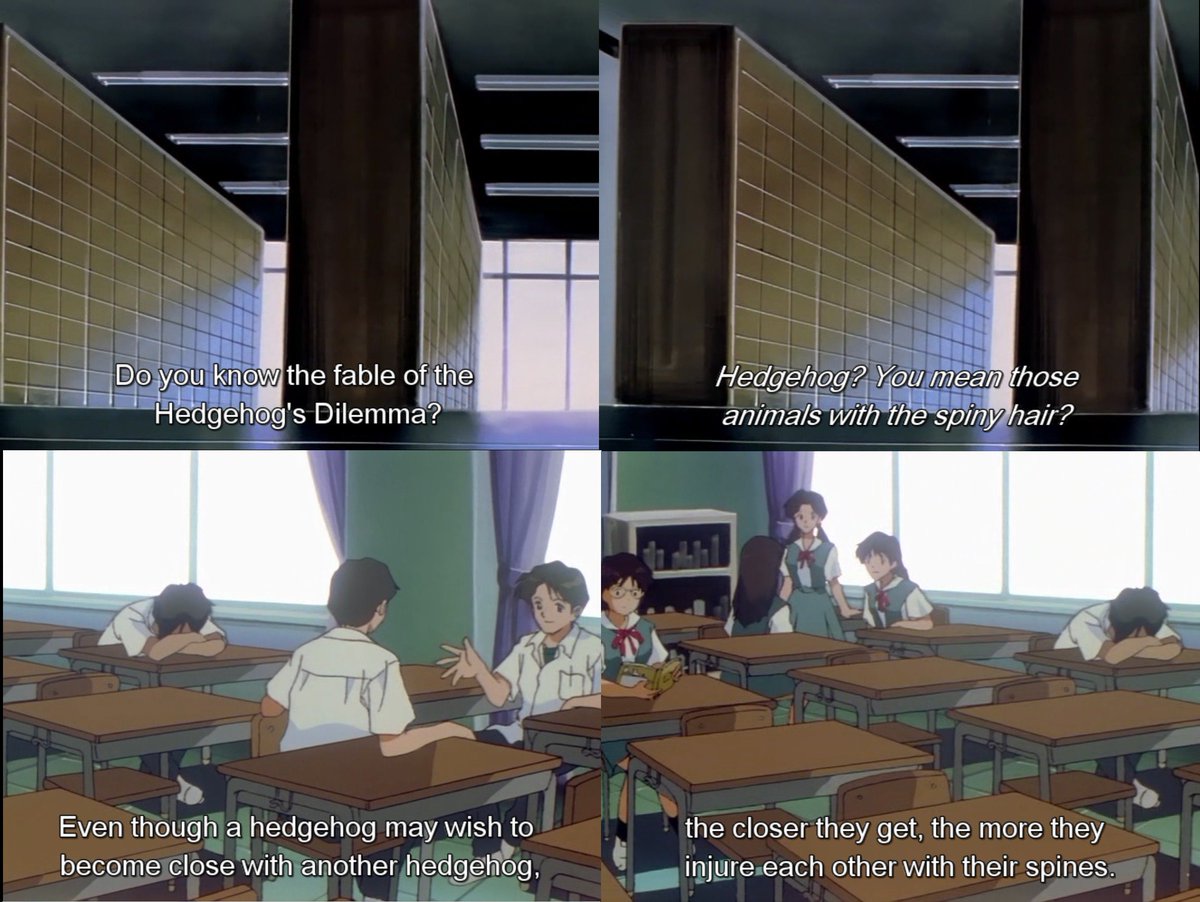 Do you know the fable of the
Hedgehog's Dilemma?
Hedgehog? You mean those
animals with the spiny hair?
Even though a hedgehog may wish to
become close with another hedgehog,
the closer they get, the more they
injure each other with their spines.